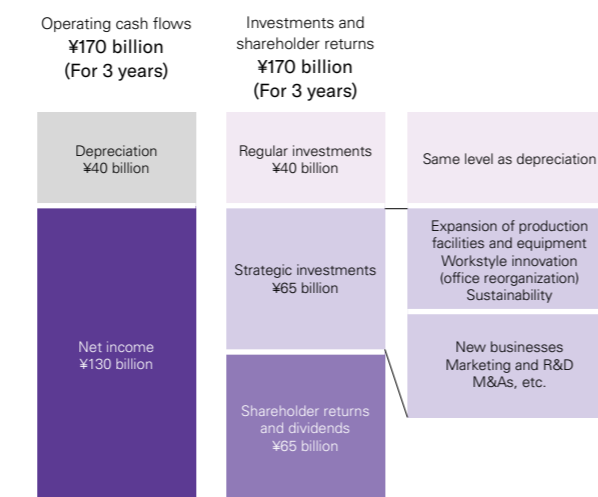 Operating cash flows
¥170 billion
(For 3 years)
Investments and
shareholder returns
¥170 billion
(For 3 years)
Depreciation
¥40 billion
Regular investments
¥40 billion
Same level as depreciation
Net income
¥130 billion
Strategic investments
¥65 billion
Expansion of production
facilities and equipment
Workstyle innovation
(office reorganization)
Sustainability
New businesses
Marketing and R&D
M&As, etc.
Shareholder returns
and dividends
¥65 billion